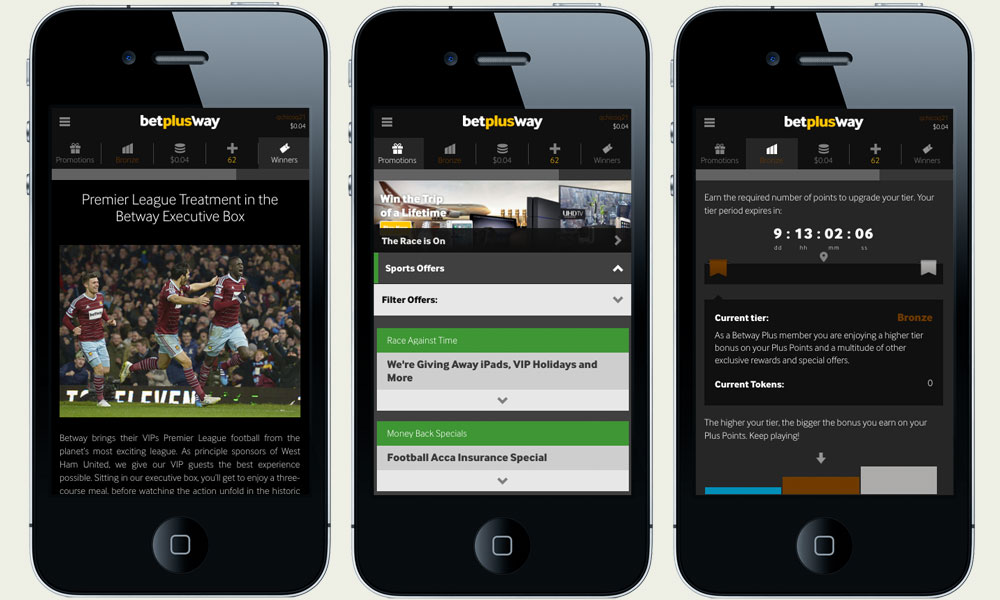 betplusway
$0.04
Promotions
Bronze
$0.04
62
Winners
Premier League Treatment in the
Betway Executive Box
betway
ELEVEN
Betway brings their VIPs Premier League football from the
planet's most exciting league. As principle sponsors of West
Ham United, we give our VIP guests the best experience
possible. Sitting in our executive box, you'll get to enjoy a three-
course meal, before watching the action unfold in the historic
betplusway
$0.04
Promotions
Bronze
$0.04
62
Winners
Win the Trip
of a Lifetime
UHDTV
The Race is On
Sports Offers
Filter Offers:
Race Against Time
We're Giving Away iPads, VIP Holidays and
More
Money Back Specials
Football Acca Insurance Special
betplusway
$0.04
Promotions
Bronze
$0.04
62
Winners
Earn the required number of points to upgrade your tier. Your
tier period expires in:
9 : 13 : 02 : 06
dd hh mm ss
Current tier: Bronze
As a Betway Plus member you are enjoying a higher tier
bonus on your Plus Points and a multitude of other
exclusive rewards and special offers.
Current Tokens: 0
The higher your tier, the bigger the bonus you earn on your
Plus Points. Keep playing!